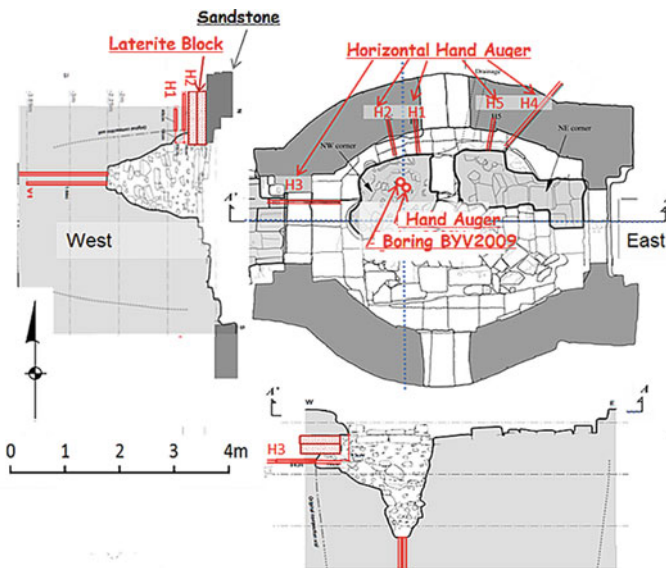 Sandstone
Laterite Block
Horizontal Hand Auger
H1
H2
Drainage
H2
H1
H5
H4
H5
NW corner
NE corner
H3
V1
A'
A
West
East
Hand Auger
Boring BYV2009
A'
W
E
A
0 1 2 3 4m
H3